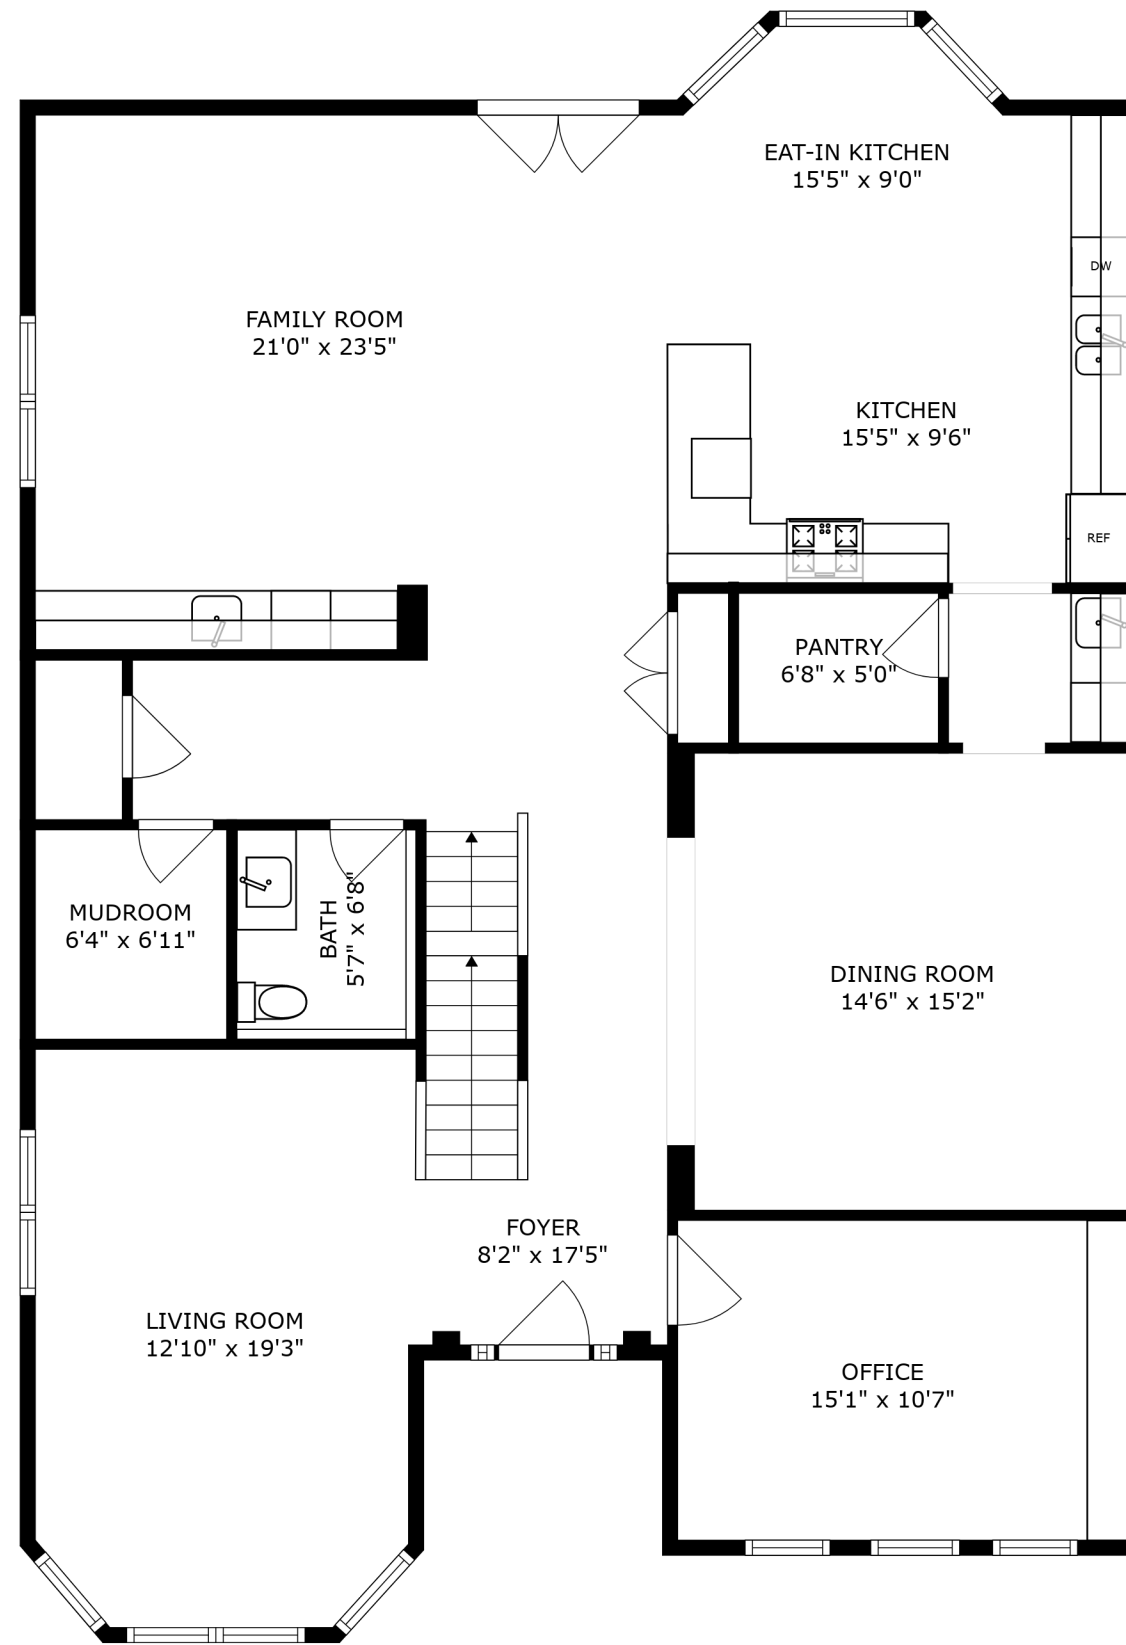 EAT-IN KITCHEN
15'5" x 9'0"
DW
FAMILY ROOM
21'0" x 23'5"
KITCHEN
15'5" x 9'6"
REF
PANTRY
6'8" x 5'0"
MUDROOM
6'4" x 6'11"
BATH
5'7" x 6'8"
DINING ROOM
14'6" x 15'2"
FOYER
8'2" x 17'5"
LIVING ROOM
12'10" x 19'3"
OFFICE
15'1" x 10'7"